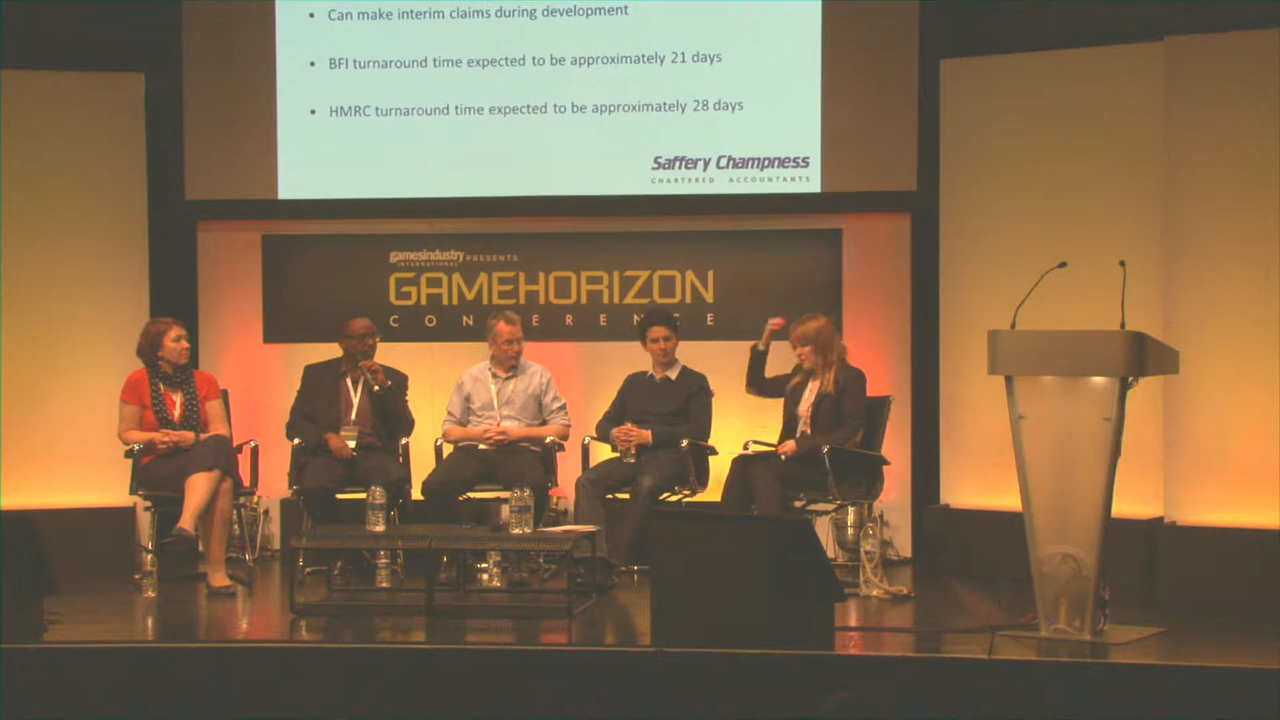 • Can make interim claims during development
• BFI turnaround time expected to be approximately 21 days
• HMRC turnaround time expected to be approximately 28 days
Saffery Champness
CHARTERED ACCOUNTANTS
gamesindustry PRESENTS
INTERNATIONAL
GAMEHORIZON
CONFERENCE